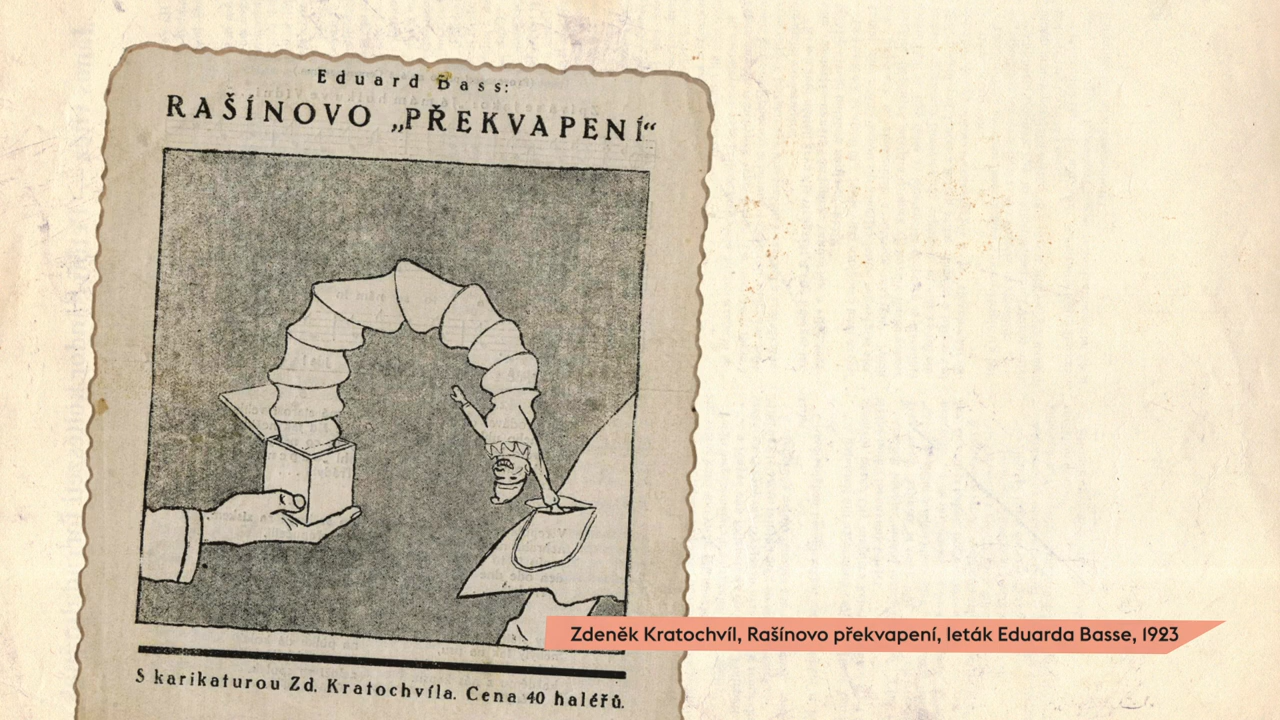 Eduard Bass:
RAŠÍNOVO „PŘEKVAPENÍ“
Zdeněk Kratochvíl, Rašínovo překvapení, leták Eduarda Basse, 1923
S karikaturou Zd. Kratochvíla. Cena 40 haléřů.